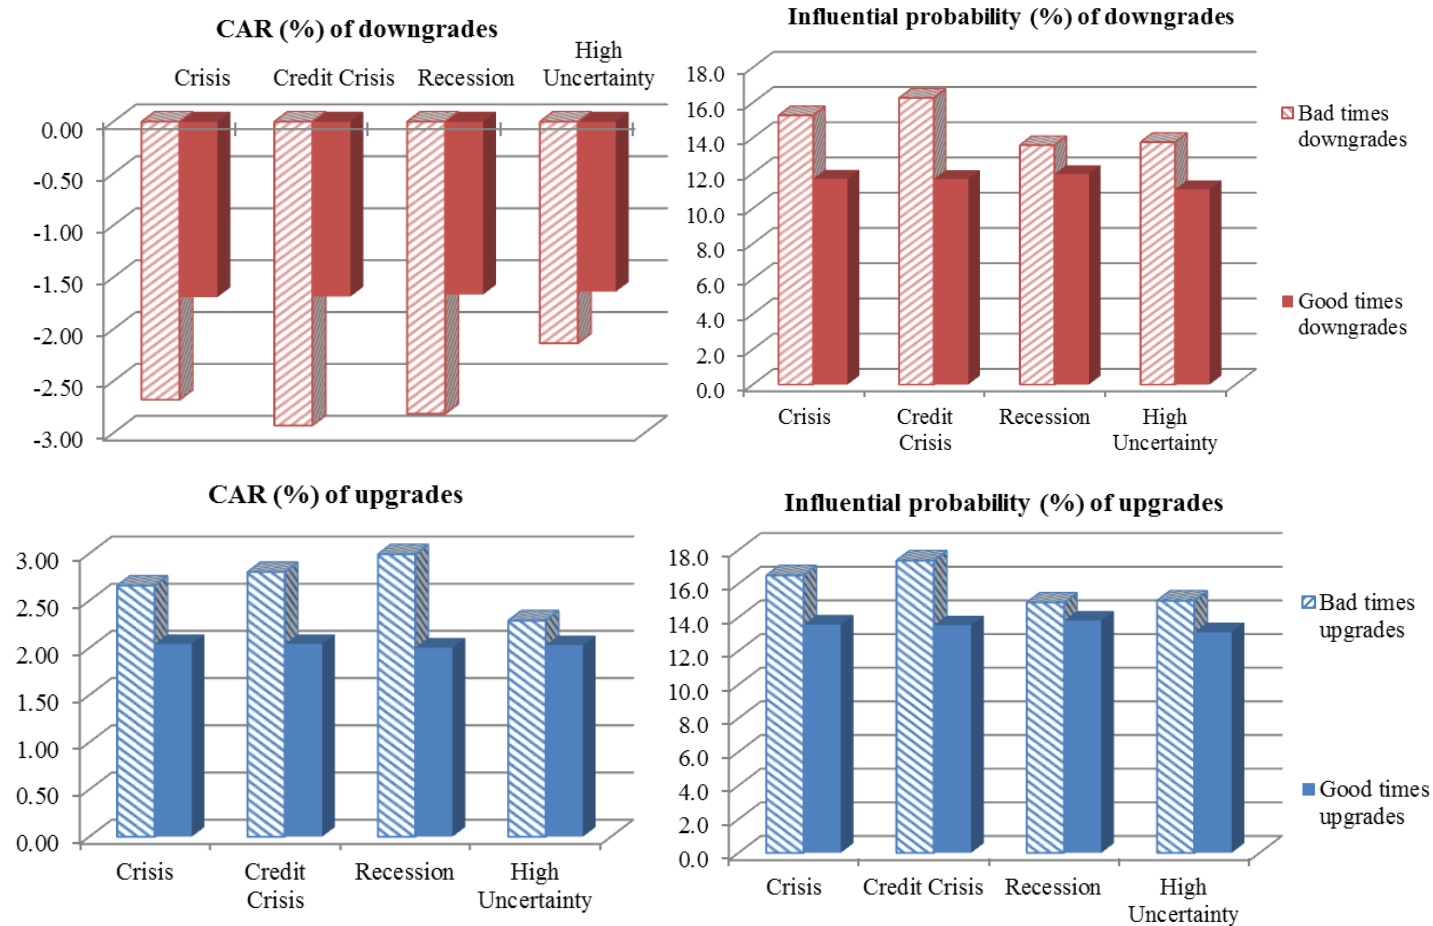 CAR (%) of downgrades
Crisis
Credit Crisis
Recession
High
Uncertainty
0.00
-0.50
-1.00
-1.50
-2.00
-2.50
-3.00
Influential probability (%) of downgrades
18.0
16.0
14.0
12.0
10.0
8.0
6.0
4.0
2.0
0.0
Crisis
Credit
Crisis
Recession
High
Uncertainty
Bad times
downgrades
Good times
downgrades
CAR (%) of upgrades
3.00
2.50
2.00
1.50
1.00
0.50
0.00
Crisis
Credit
Crisis
Recession
High
Uncertainty
Influential probability (%) of upgrades
18.0
16.0
14.0
12.0
10.0
8.0
6.0
4.0
2.0
0.0
Crisis
Credit Crisis
Recession
High
Uncertainty
Bad times
upgrades
Good times
upgrades